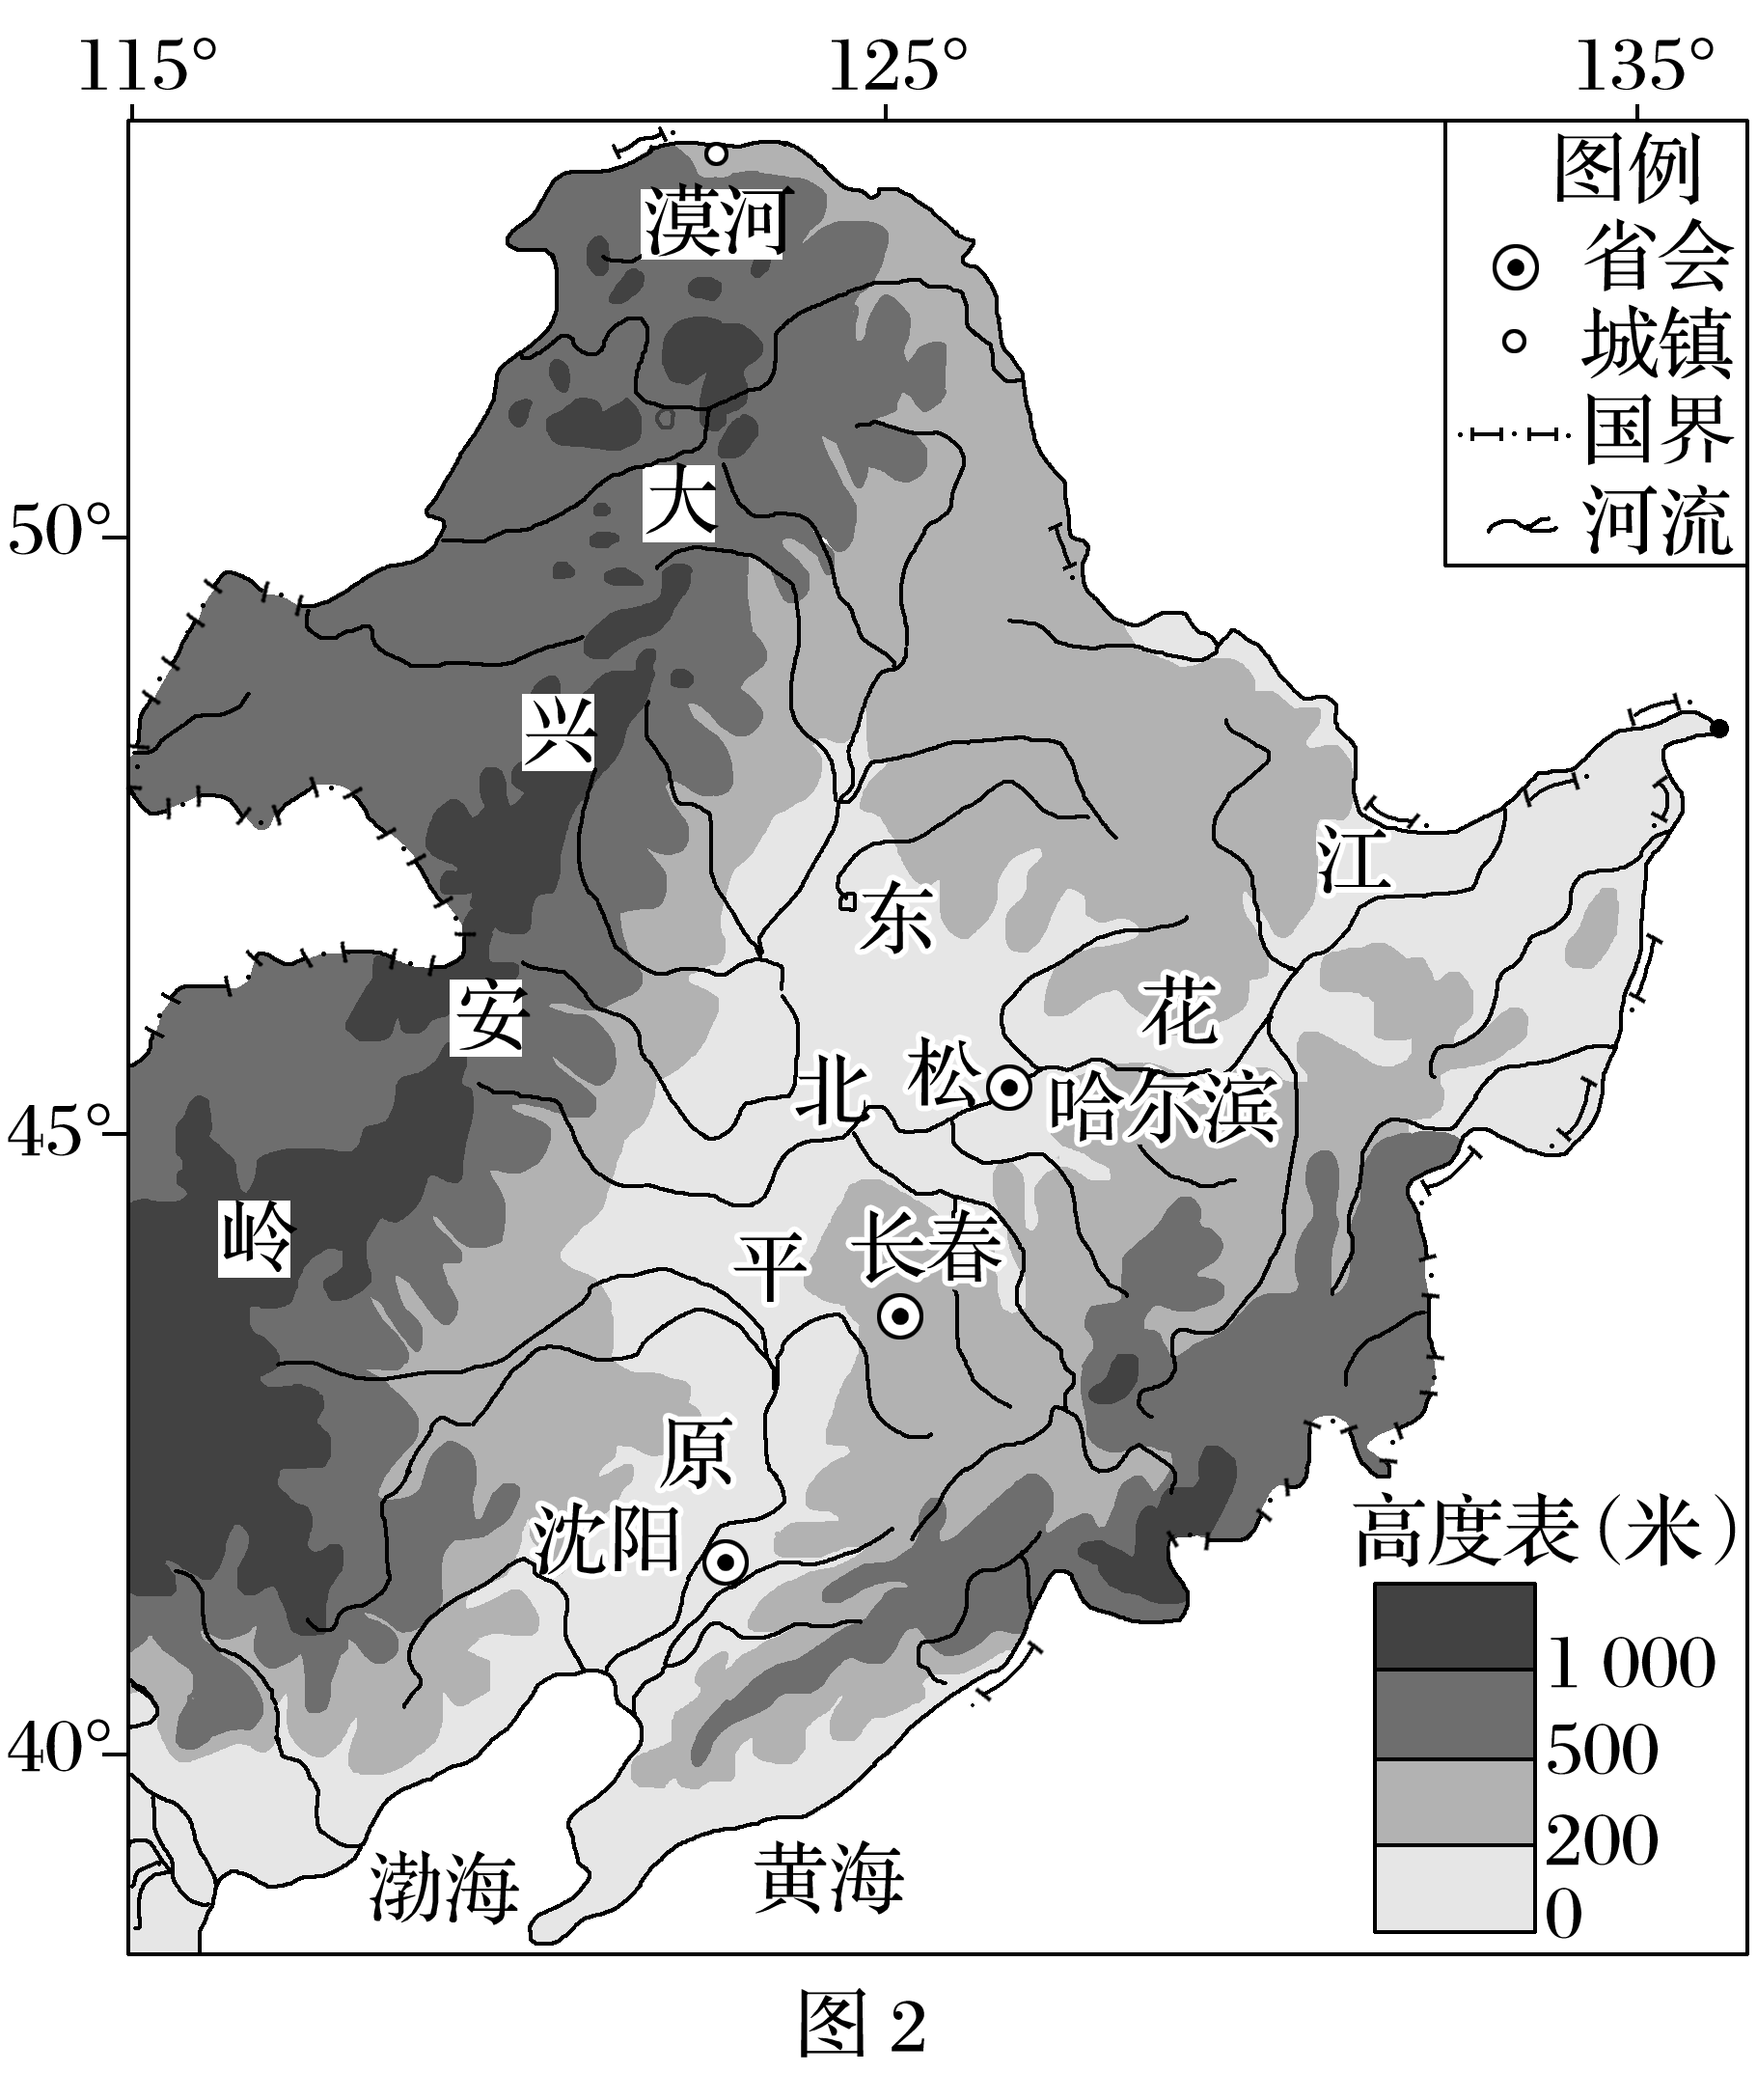 115°
125°
135°
图例
省会
城镇
国界
河流
漠河
50°
大
兴
安
岭
东
北
平
原
松
花
江
哈尔滨
45°
长春
沈阳
高度表(米)
1 000
500
200
0
40°
渤海
黄海
图 2